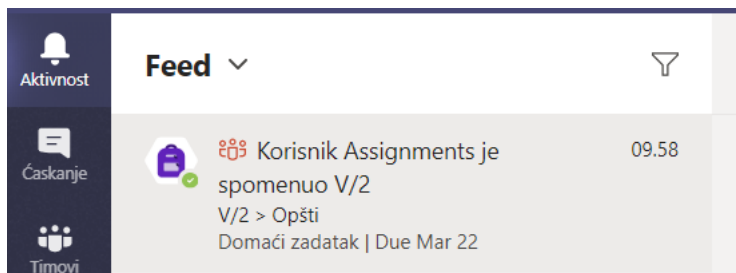 Aktivnost
Feed
Ćaskanje
Korisnik Assignments je
09.58
spomenuo V/2
V/2 > Opšti
Domaći zadatak | Due Mar 22
Timovi